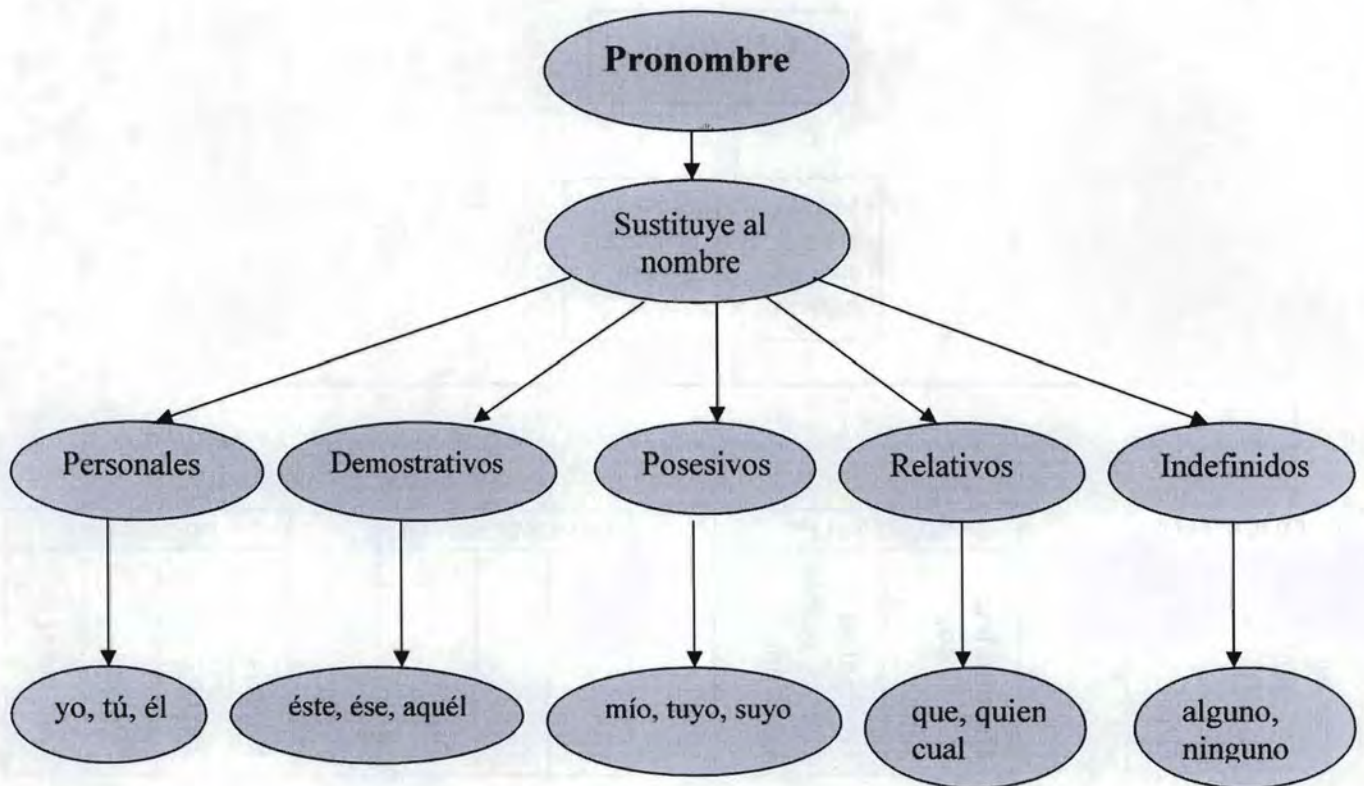 Pronombre
Sustituye al
nombre
Personales
Demostrativos
Posesivos
Relativos
Indefinidos
yo, tú, él
éste, ése, aquél
mío, tuyo, suyo
que, quien
cual
alguno,
ninguno